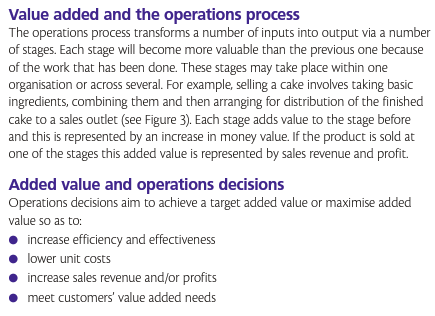 Value added and the operations process
The operations process transforms a number of inputs into output via a number
of stages. Each stage will become more valuable than the previous one because
of the work that has been done. These stages may take place within one
organisation or across several. For example, selling a cake involves taking basic
ingredients, combining them and then arranging for distribution of the finished
cake to a sales outlet (see Figure 3). Each stage adds value to the stage before
and this is represented by an increase in money value. If the product is sold at
one of the stages this added value is represented by sales revenue and profit.
Added value and operations decisions
Operations decisions aim to achieve a target added value or maximise added
value so as to:
● increase efficiency and effectiveness
● lower unit costs
● increase sales revenue and/or profits
● meet customers' value added needs